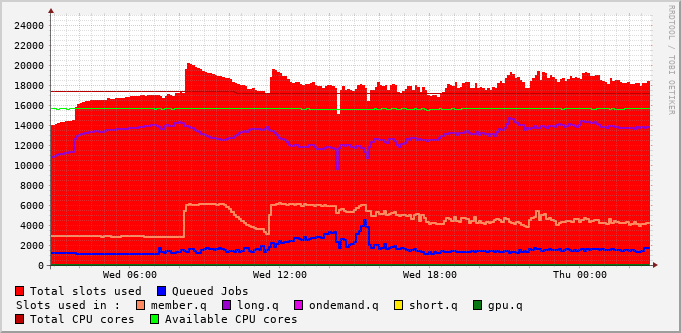 24000
22000
20000
18000
16000
14000
12000
10000
8000
6000
4000
2000
0
Wed 06:00 Wed 12:00 Wed 18:00 Thu 00:00
Total slots used Queued Jobs
Slots used in : member.q long.q ondemand.q short.q gpu.q
Total CPU cores Available CPU cores
RRDTOOL / TOBI OETIKER